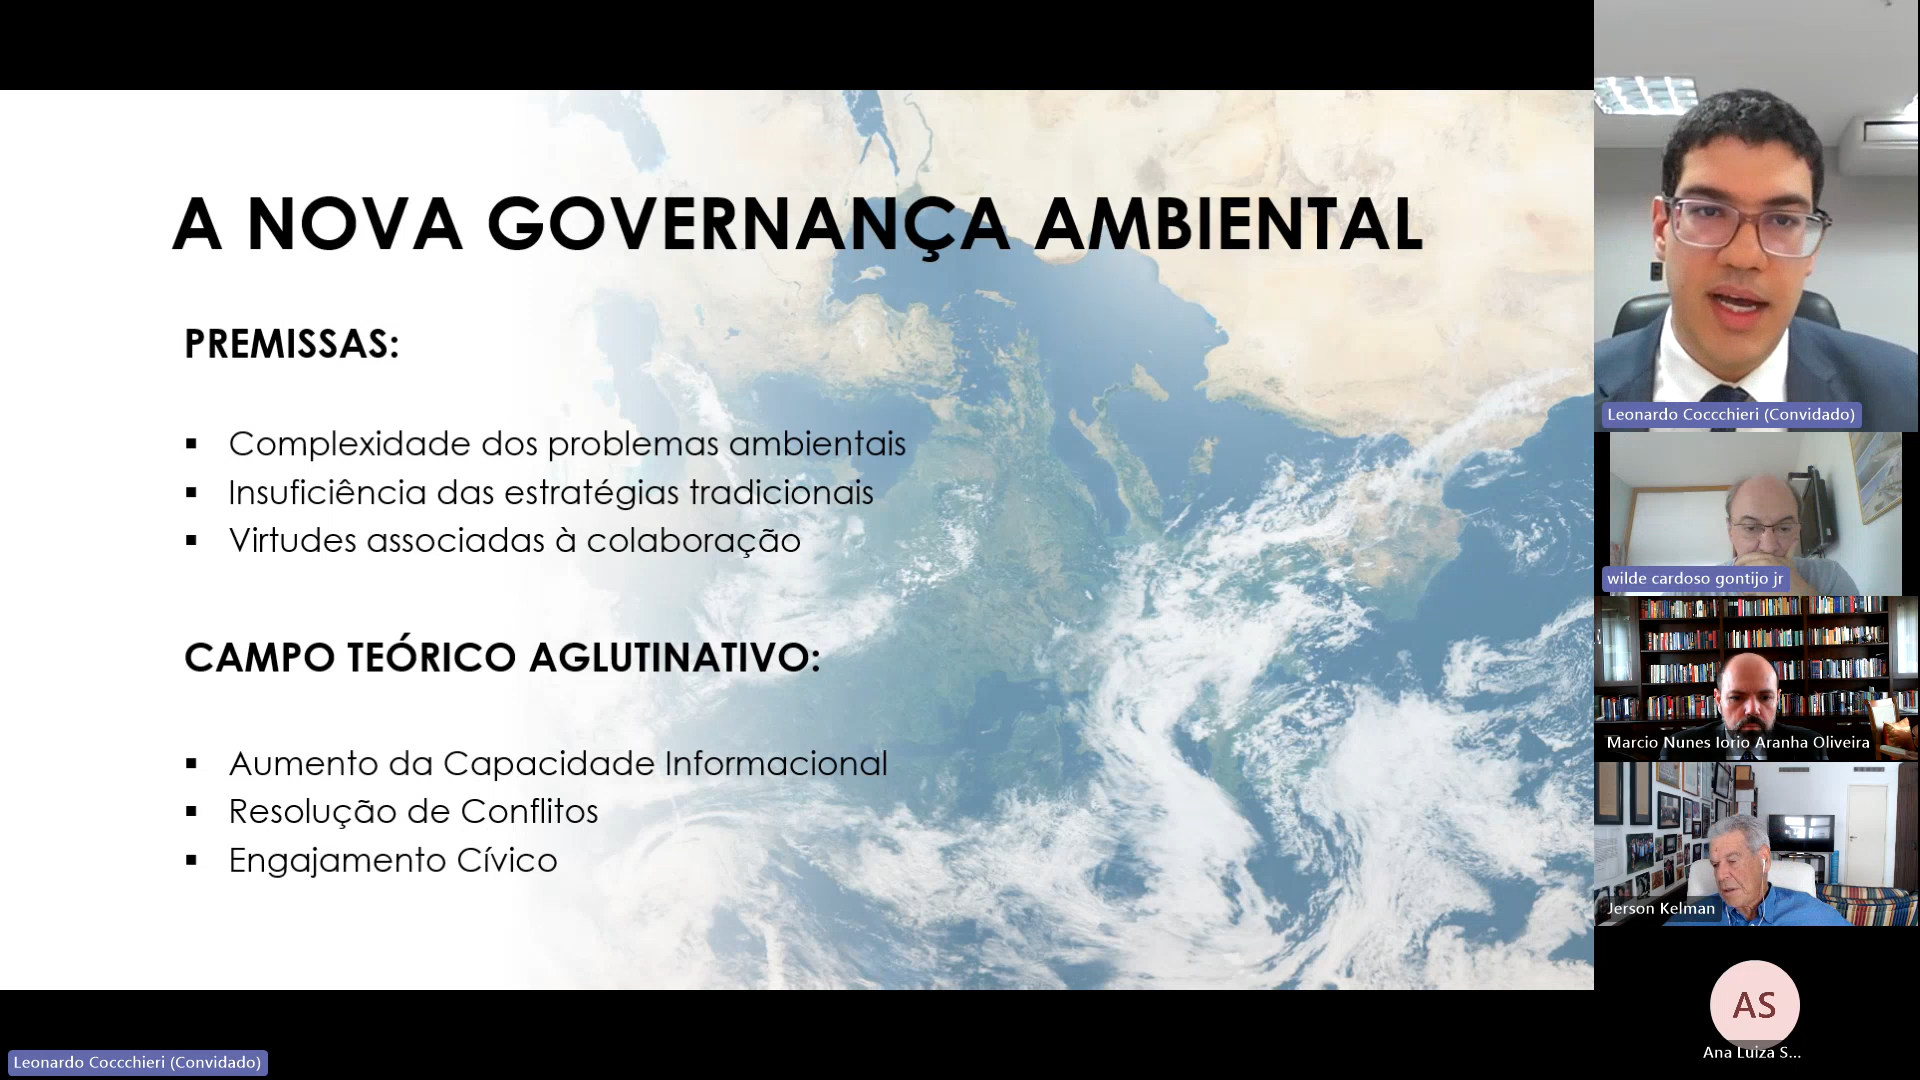 A NOVA GOVERNANÇA AMBIENTAL
PREMISSAS:
▪ Complexidade dos problemas ambientais
▪ Insuficiência das estratégias tradicionais
▪ Virtudes associadas à colaboração
CAMPO TEÓRICO AGLUTINATIVO:
▪ Aumento da Capacidade Informacional
▪ Resolução de Conflitos
▪ Engajamento Cívico
Leonardo Coccchieri (Convidado)
Leonardo Coccchieri (Convidado)
wilde cardoso gontijo jr
Marcio Nunes Iorio Aranha Oliveira
Jerson Kelman
AS
Ana Luiza S...